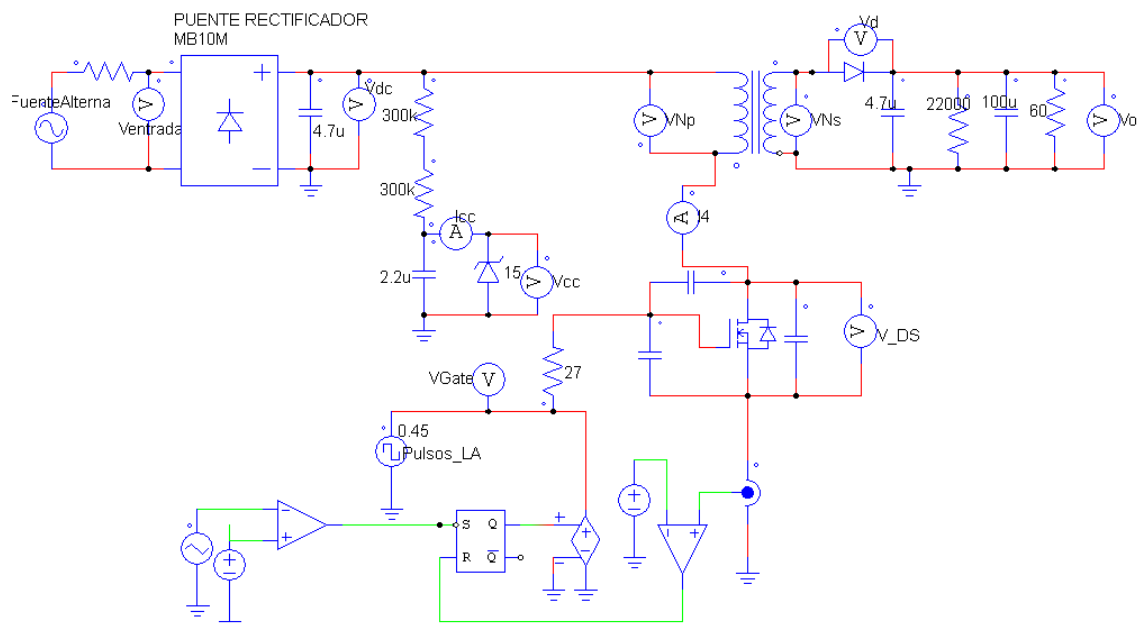 PUENTE RECTIFICADOR
MB10M
Vd
FuenteAlterna
V
Ventrada
+
−
4.7u
V
Vdc
300k
300k
V
VNp
V
VNs
V
4.7u
22000
100u
60
V
Vo
Icc
A
2.2u
15
V
Vcc
A
I4
V
V_DS
VGate
V
27
0.45
Pulsos_LA
S
Q
R
Q